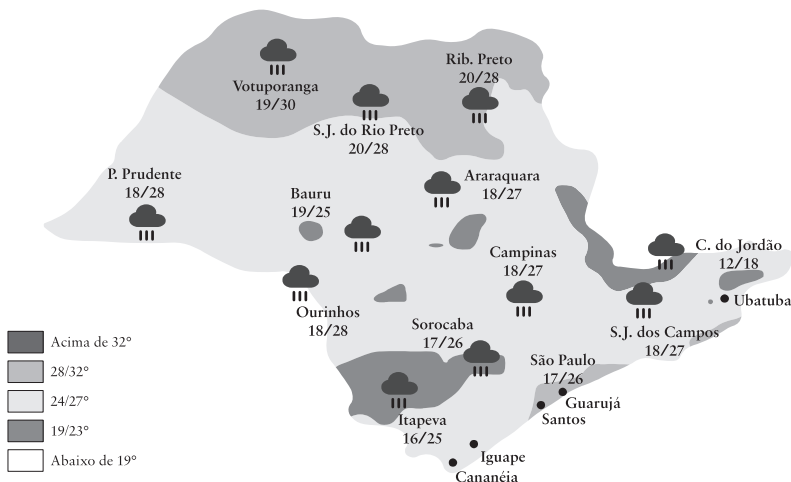 Rib. Preto
20/28
Votuporanga
19/30
S.J. do Rio Preto
20/28
P. Prudente
18/28
Araraquara
18/27
Bauru
19/25
C. do Jordão
12/18
Campinas
18/27
Ubatuba
Ourinhos
18/28
Sorocaba
17/26
S.J. dos Campos
18/27
São Paulo
17/26
Guarujá
Santos
Itapeva
16/25
Iguape
Cananéia
Acima de 32°
28/32°
24/27°
19/23°
Abaixo de 19°